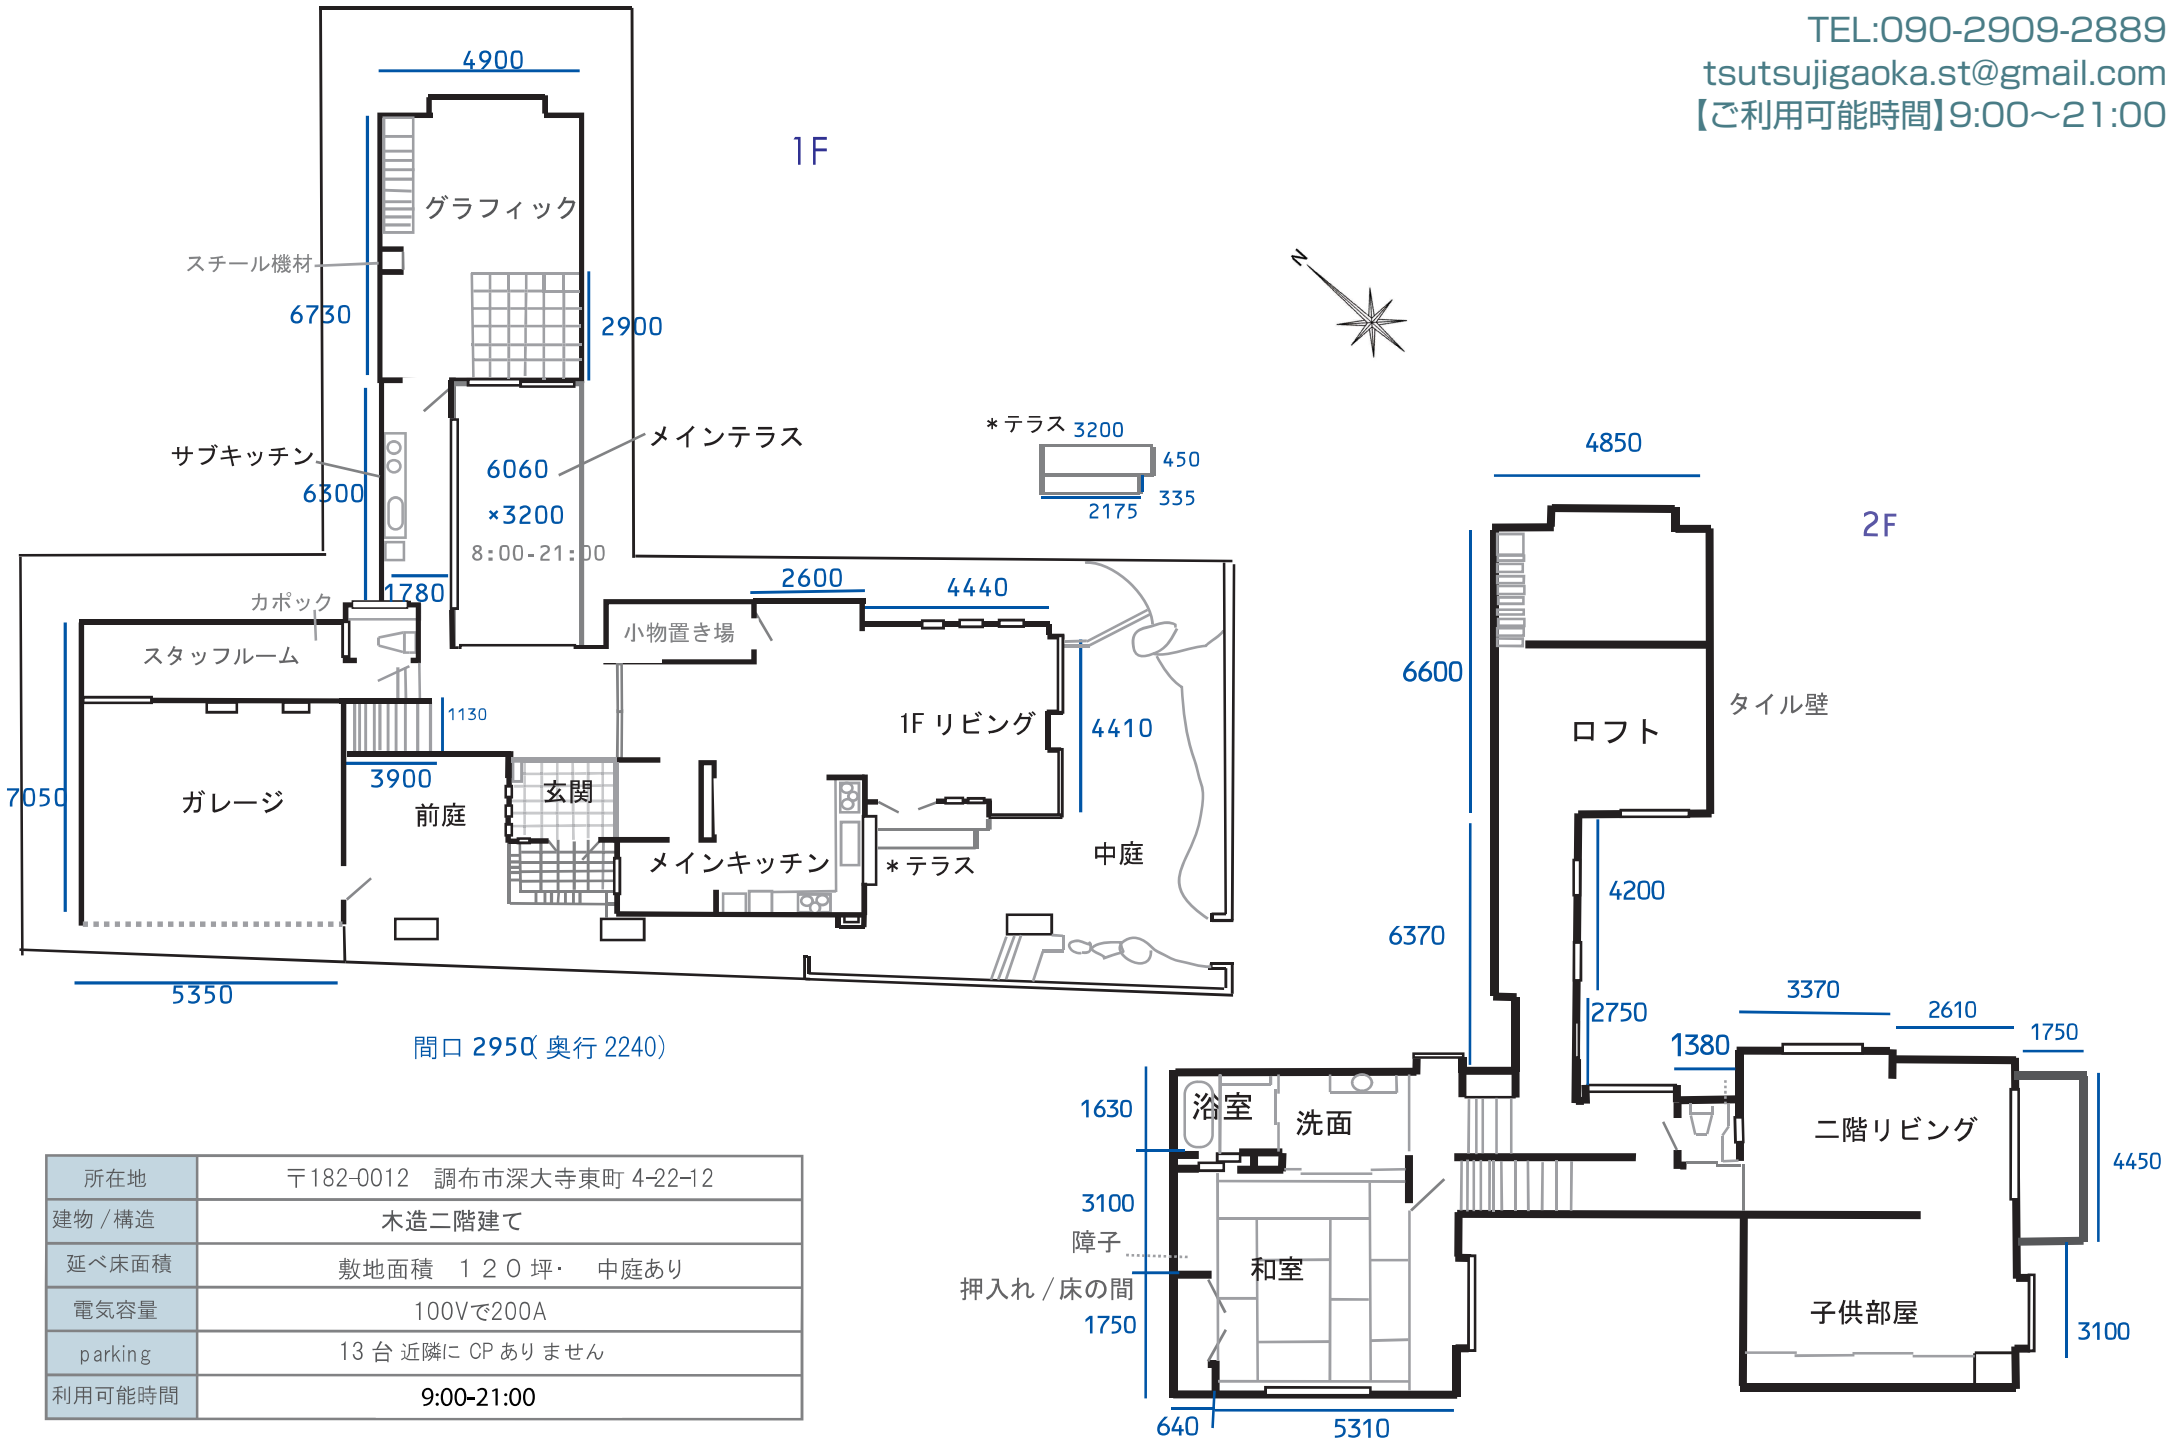 TEL:090-2909-2889
tsutsujigaoka.st@gmail.com
【ご利用可能時間】9:00～21:00
1F
4900
グラフィック
スチール機材
6730
2900
サブキッチン
6300
メインテラス
6060
×3200
8:00-21:00
1780
カポック
スタッフルーム
小物置き場
2600
4440
1130
3900
7050
ガレージ
前庭
玄関
1F リビング
4410
メインキッチン
*テラス
中庭
5350
間口 2950( 奥行 2240)
*テラス
3200
450
335
2175
N
2F
4850
6600
ロフト
タイル壁
4200
6370
2750
1380
3370
2610
1750
浴室
洗面
1630
二階リビング
4450
3100
障子
押入れ/床の間
和室
1750
子供部屋
3100
640
5310
所在地 〒182-0012 調布市深大寺東町 4-22-12
建物/構造 木造二階建て
延べ床面積 敷地面積 120坪・ 中庭あり
電気容量 100Vで200A
parking 13台 近隣に CP ありません
利用可能時間 9:00-21:00